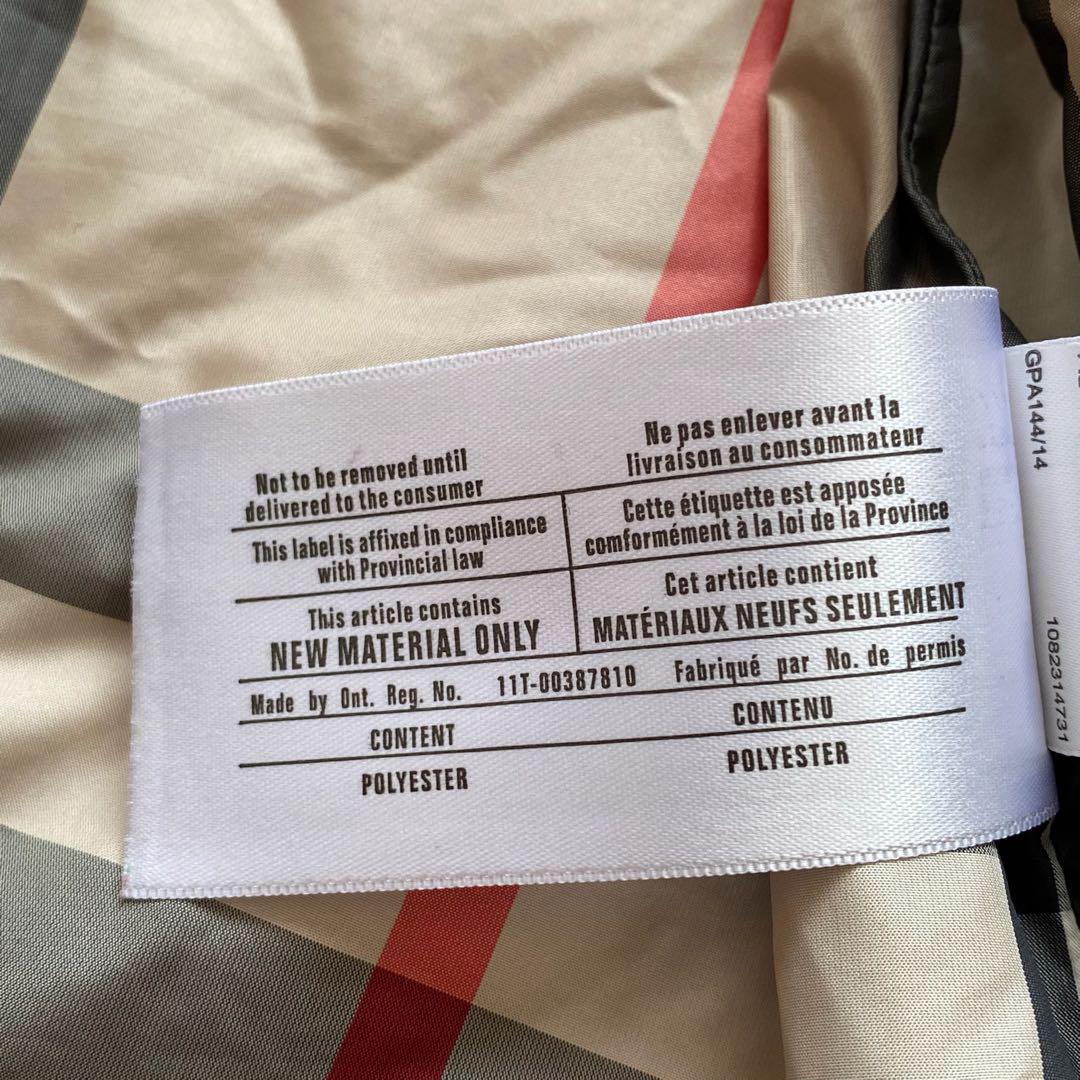 Not to be removed until
delivered to the consumer
Ne pas enlever avant la
livraison au consommateur
This label is affixed in compliance
with Provincial law
Cette étiquette est apposée
comformément à la loi de la Province
This article contains
NEW MATERIAL ONLY
Cet article contient
MATÉRIAUX NEUFS SEULEMENT
Made by Ont. Reg. No. 11T-00387810 Fabriqué par No. de permis
CONTENT CONTENU
POLYESTER POLYESTER
GPA144/14
1082314731